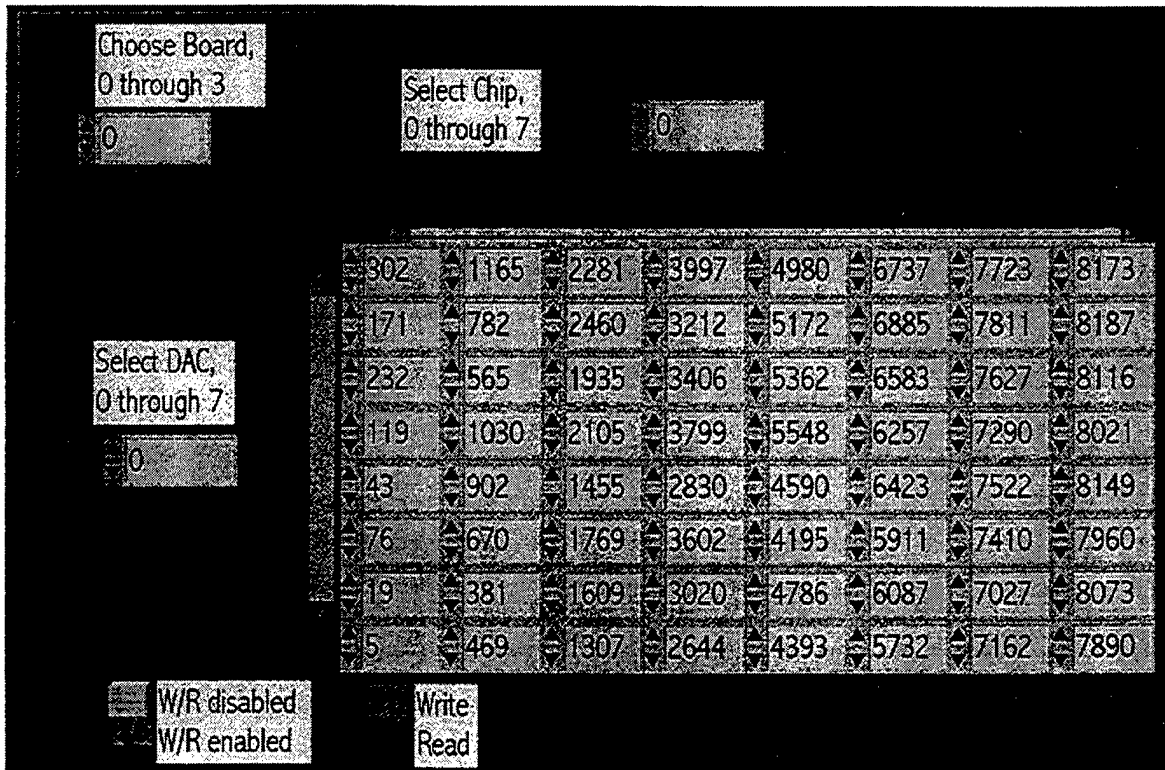 Choose Board,
0 through 3
0
Select Chip,
0 through 7
0
302 1165 2281 3997 4980 6737 7723 8173
171 782 2460 3212 5172 6885 7811 8187
Select DAC,
0 through 7
0
232 565 1935 3406 5362 6583 7627 8116
119 1030 2105 3799 5548 6257 7290 8021
43 902 1455 2830 4590 6423 7522 8149
76 670 1769 3602 4195 5911 7410 7960
19 381 1609 3020 4786 6087 7027 8073
5 469 1307 2644 4393 5732 7162 7890
W/R disabled
W/R enabled
Write
Read